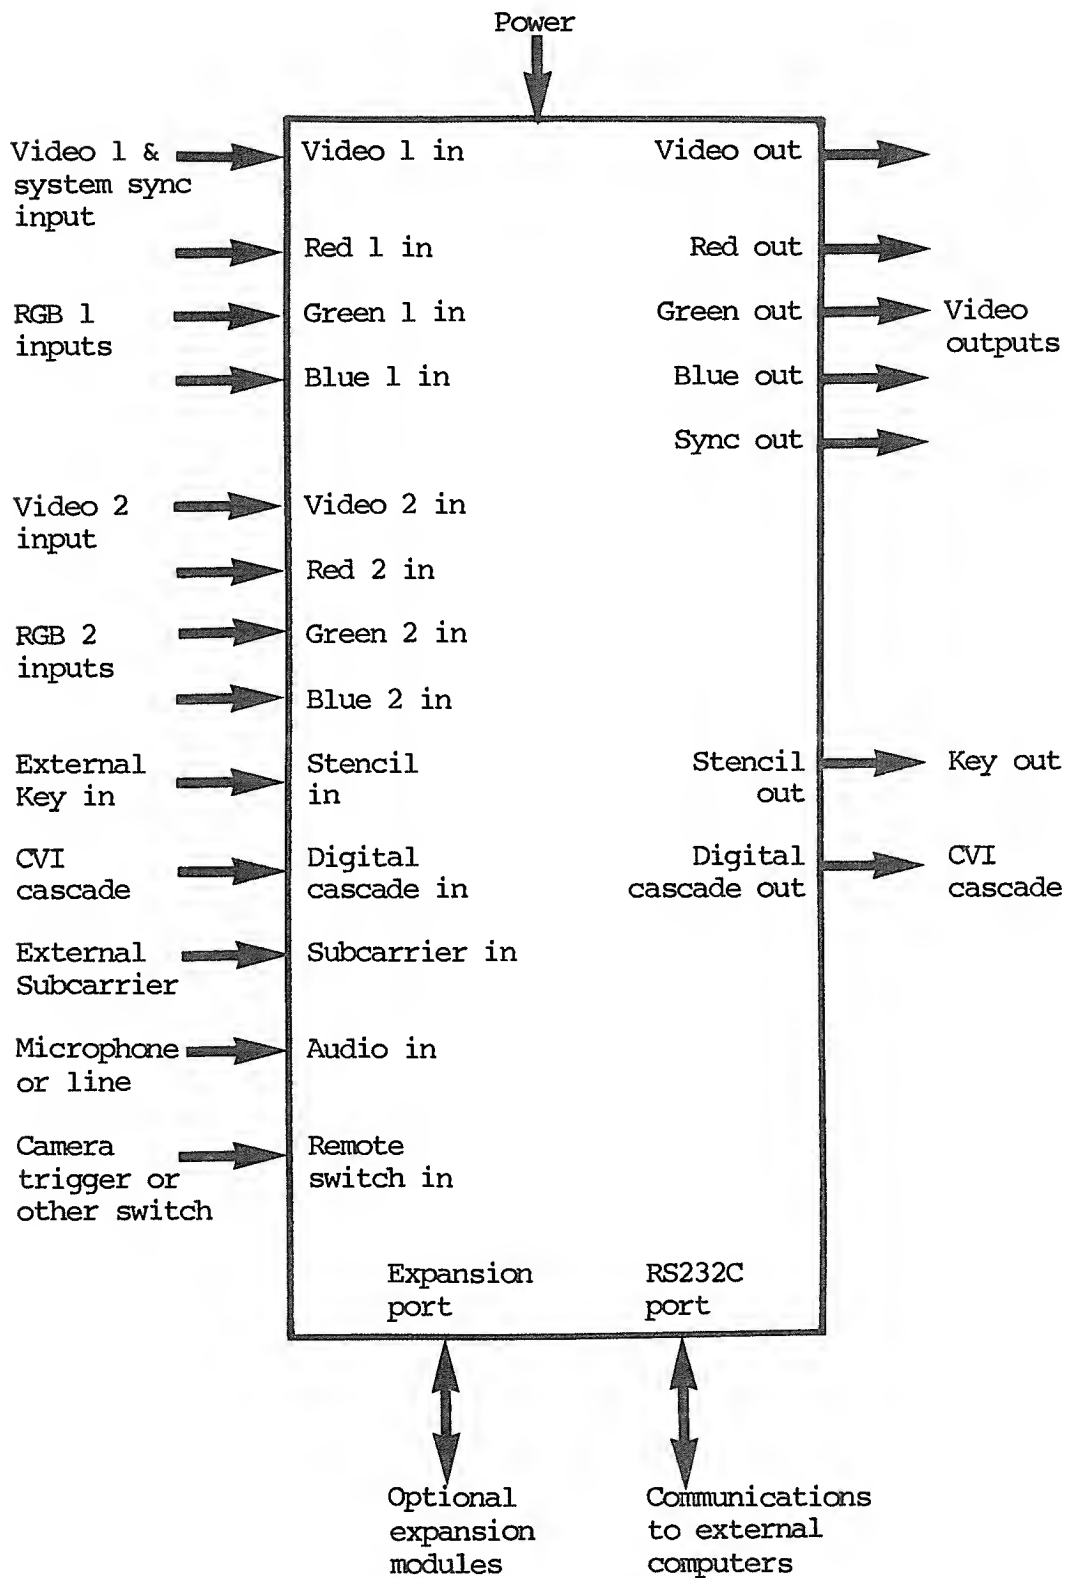 Power
Video 1 &
system sync
input
Video 1 in
Video out
Red 1 in
Red out
RGB 1
inputs
Green 1 in
Green out
Video
outputs
Blue 1 in
Blue out
Sync out
Video 2
input
Video 2 in
Red 2 in
RGB 2
inputs
Green 2 in
Blue 2 in
External
Key in
Stencil
in
Stencil
out
Key out
CVI
cascade
Digital
cascade in
Digital
cascade out
CVI
cascade
External
Subcarrier
Subcarrier in
Microphone
or line
Audio in
Camera
trigger or
other switch
Remote
switch in
Expansion
port
RS232C
port
Optional
expansion
modules
Communications
to external
computers